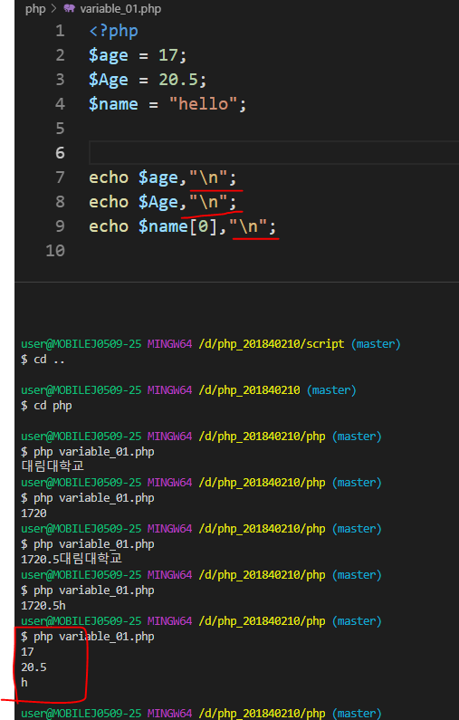 php > variable_01.php
1 <?php
2 $age = 17;
3 $Age = 20.5;
4 $name = "hello";
5
6
7 echo $age,"\n";
8 echo $Age,"\n";
9 echo $name[0],"\n";
10
user@MOBILEJ0509-25 MINGW64 /d/php_201840210/script (master)
$ cd ..
user@MOBILEJ0509-25 MINGW64 /d/php_201840210 (master)
$ cd php
user@MOBILEJ0509-25 MINGW64 /d/php_201840210/php (master)
$ php variable_01.php
대림대학교
user@MOBILEJ0509-25 MINGW64 /d/php_201840210/php (master)
$ php variable_01.php
1720
user@MOBILEJ0509-25 MINGW64 /d/php_201840210/php (master)
$ php variable_01.php
1720.5대림대학교
user@MOBILEJ0509-25 MINGW64 /d/php_201840210/php (master)
$ php variable_01.php
1720.5h
user@MOBILEJ0509-25 MINGW64 /d/php_201840210/php (master)
$ php variable_01.php
17
20.5
h
user@MOBILEJ0509-25 MINGW64 /d/php_201840210/php (master)